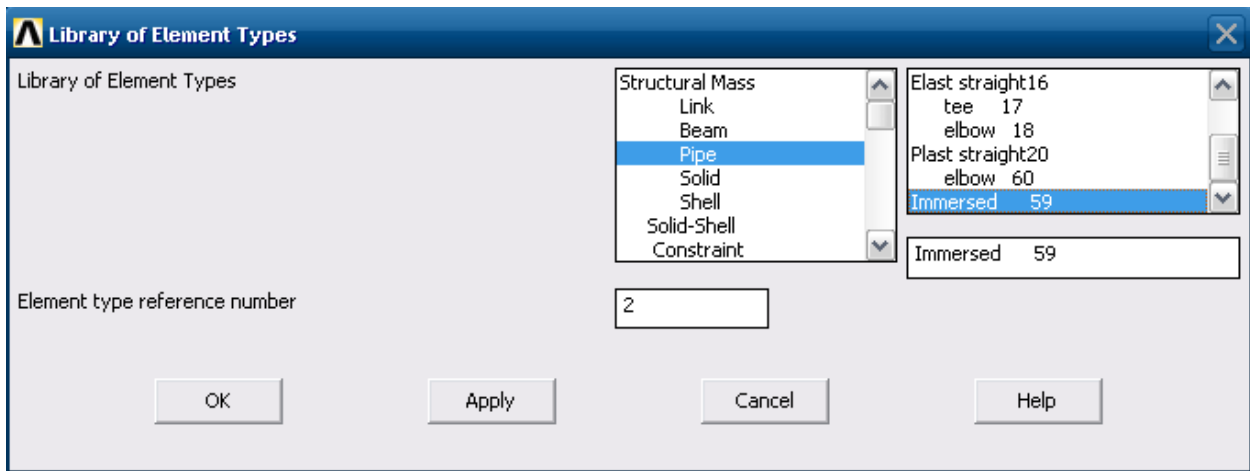 Library of Element Types
Library of Element Types
Structural Mass
Link
Beam
Pipe
Solid
Shell
Solid-Shell
Constraint
Elast straight16
tee 17
elbow 18
Plast straight20
elbow 60
Immersed 59
Immersed 59
Element type reference number
2
OK
Apply
Cancel
Help